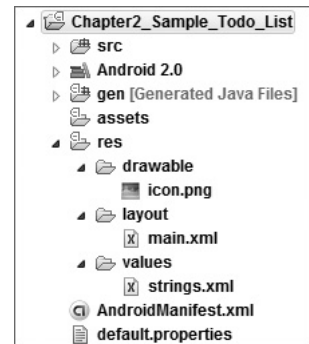 Chapter2_Sample_Todo_List
src
Android 2.0
gen [Generated Java Files]
assets
res
drawable
icon.png
layout
main.xml
values
strings.xml
AndroidManifest.xml
default.properties